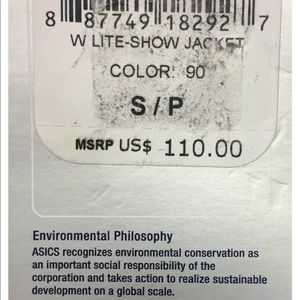 8 87749 18292 7
W LITE-SHOW JACKET
COLOR: 90
S / P
MSRP US$ 110.00
Environmental Philosophy
ASICS recognizes environmental conservation as
an important social responsibility of the
corporation and takes action to realize sustainable
development on a global scale.